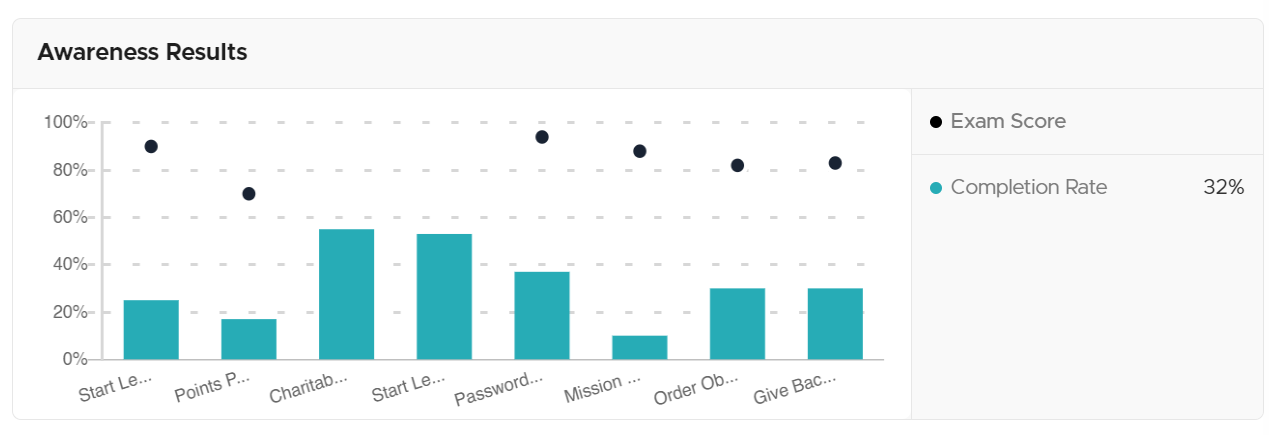 Awareness Results
100%
80%
60%
40%
20%
0%
Start Le...
Points P...
Charitab...
Start Le...
Password...
Mission ...
Order Ob...
Give Bac...
Exam Score
Completion Rate 32%